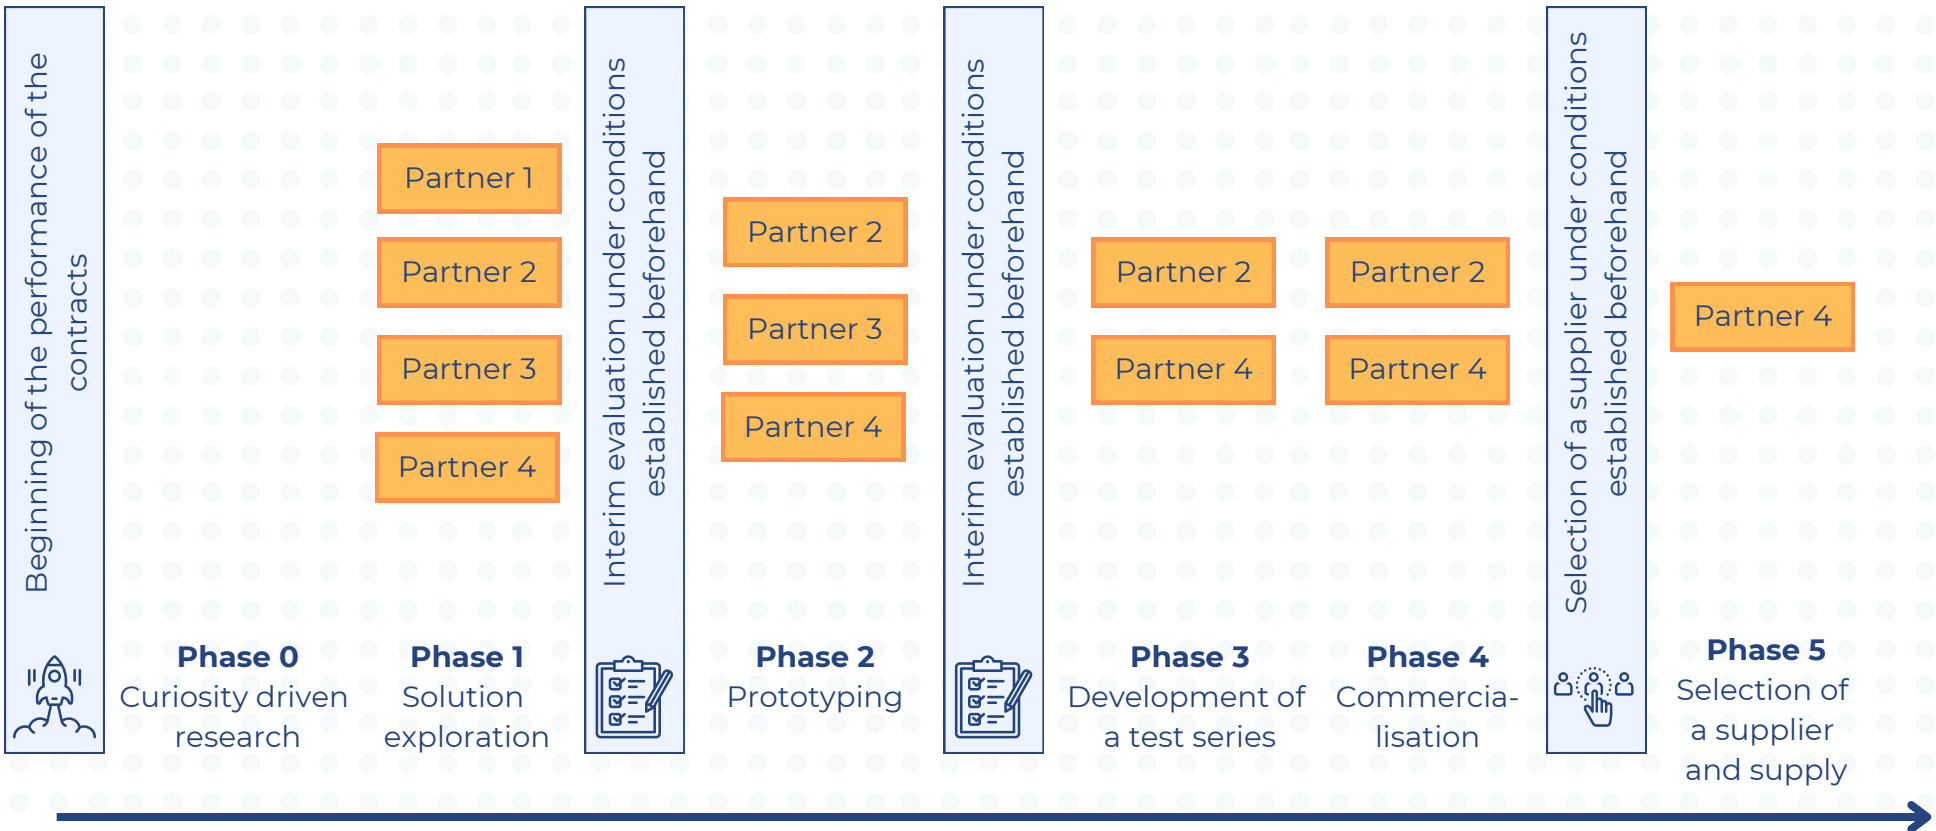 Beginning of the performance of the
contracts
Phase 0
Curiosity driven
research
Partner 1
Partner 2
Partner 3
Partner 4
Phase 1
Solution
exploration
Interim evaluation under conditions
established beforehand
Partner 2
Partner 3
Partner 4
Phase 2
Prototyping
Interim evaluation under conditions
established beforehand
Partner 2
Partner 4
Phase 3
Development of
a test series
Partner 2
Partner 4
Phase 4
Commercia-
lisation
Selection of a supplier under conditions
established beforehand
Partner 4
Phase 5
Selection of
a supplier
and supply